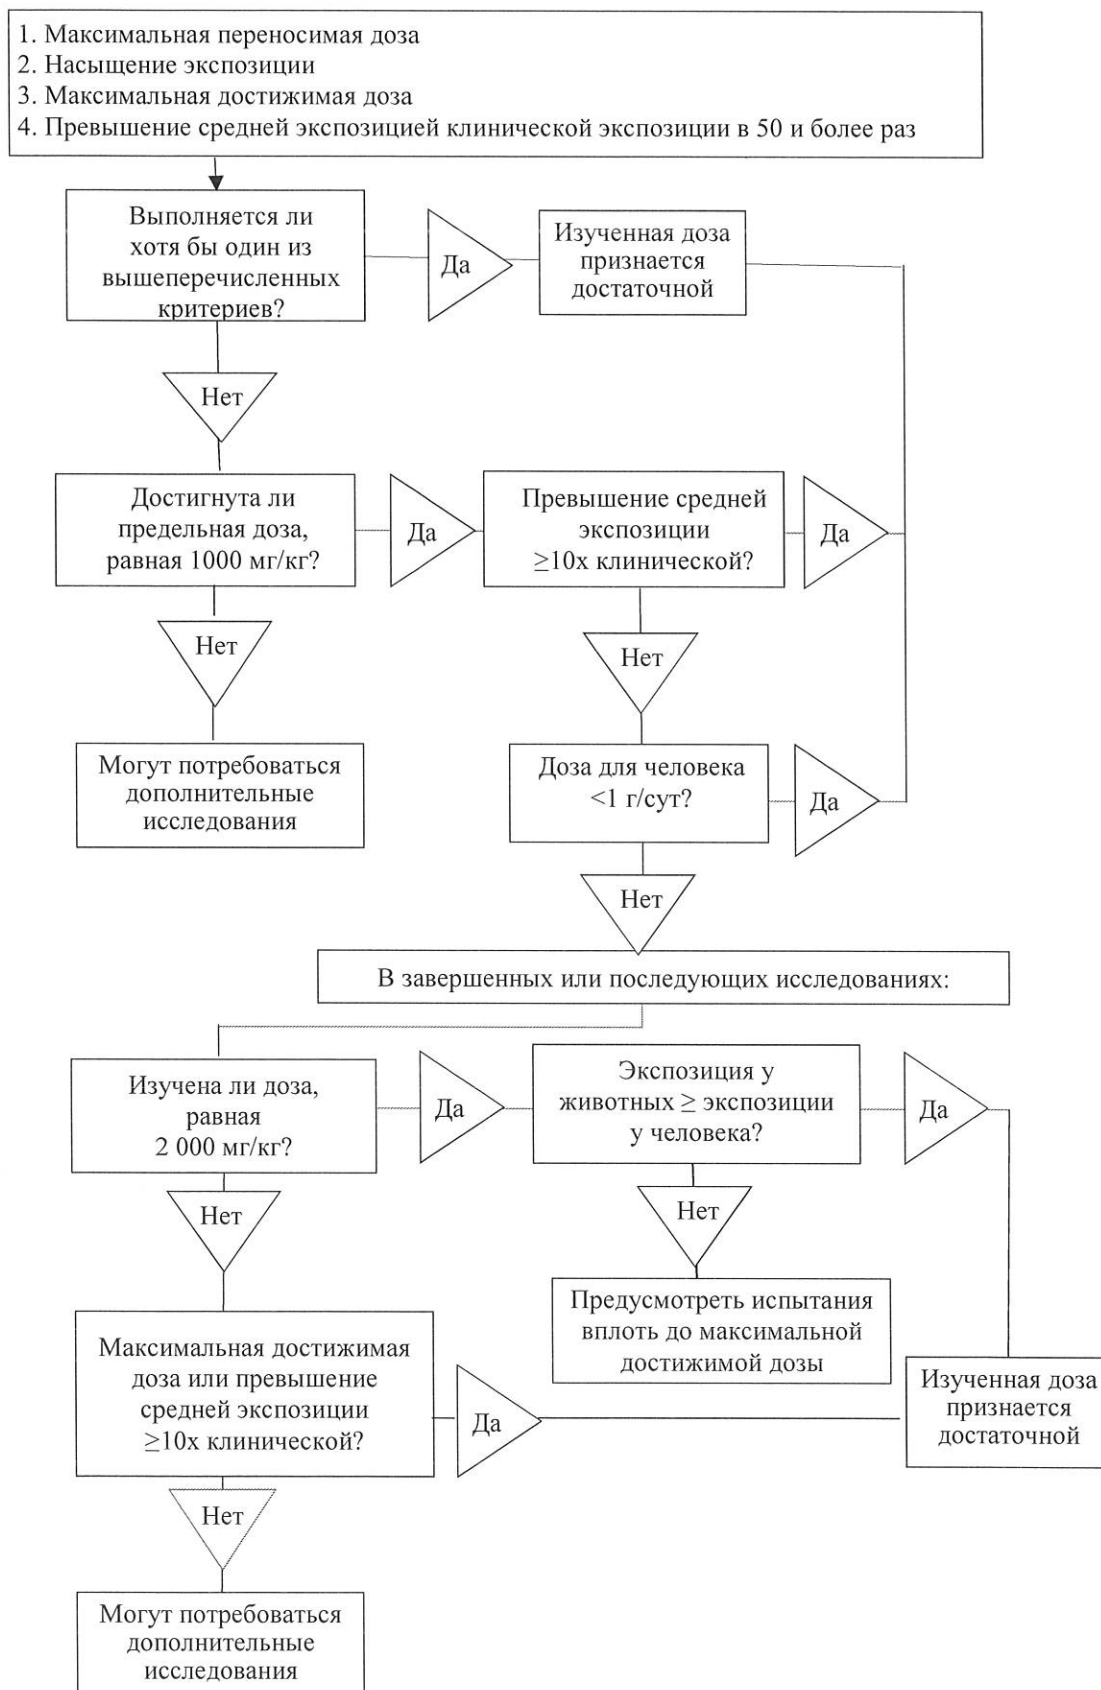 1. Максимальная переносимая доза
2. Насыщение экспозиции
3. Максимальная достижимая доза
4. Превышение средней экспозицией клинической экспозиции в 50 и более раз
Выполняется ли
хотя бы один из
вышеперечисленных
критериев?
Да
Изученная доза
признается
достаточной
Нет
Достигнута ли
предельная доза,
равная 1000 мг/кг?
Да
Превышение средней
экспозиции
≥10х клинической?
Да
Нет
Нет
Могут потребоваться
дополнительные
исследования
Доза для человека
<1 г/сут?
Да
Нет
В завершенных или последующих исследованиях:
Изучена ли доза,
равная
2 000 мг/кг?
Да
Экспозиция у
животных ≥ экспозиции
у человека?
Да
Нет
Нет
Предусмотреть испытания
вплоть до максимальной
достижимой дозы
Максимальная достижимая
доза или превышение
средней экспозиции
≥10х клинической?
Да
Изученная доза
признается
достаточной
Нет
Могут потребоваться
дополнительные
исследования